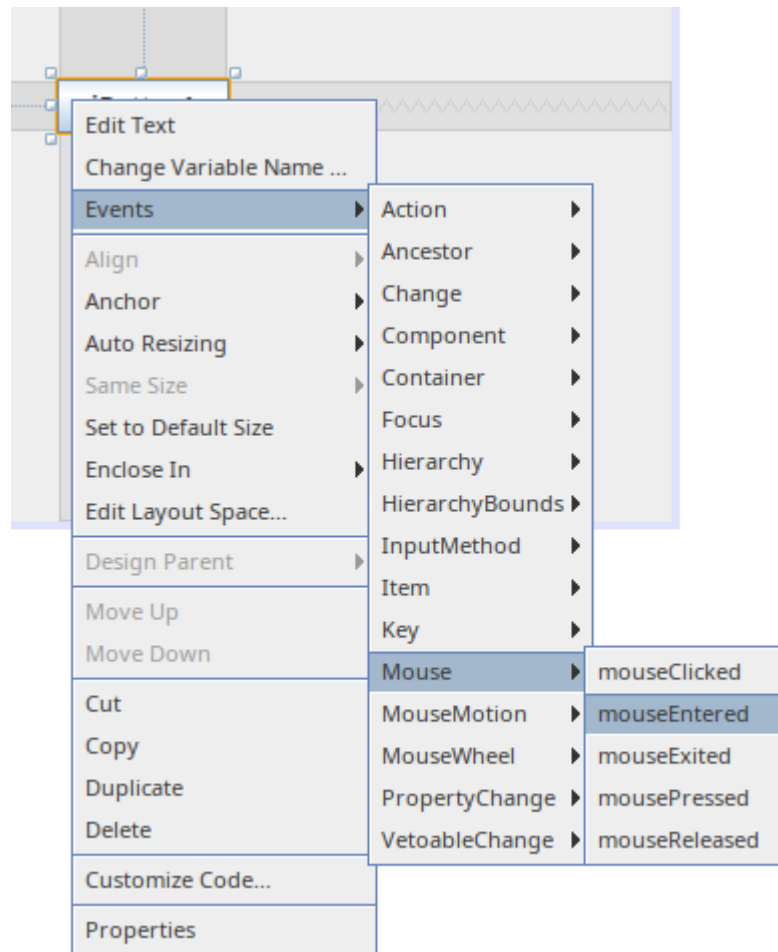 Edit Text
Change Variable Name ...
Events
Align
Anchor
Auto Resizing
Same Size
Set to Default Size
Enclose In
Edit Layout Space...
Design Parent
Move Up
Move Down
Cut
Copy
Duplicate
Delete
Customize Code...
Properties
Action
Ancestor
Change
Component
Container
Focus
Hierarchy
HierarchyBounds
InputMethod
Item
Key
Mouse
MouseMotion
MouseWheel
PropertyChange
VetoableChange
mouseClicked
mouseEntered
mouseExited
mousePressed
mouseReleased